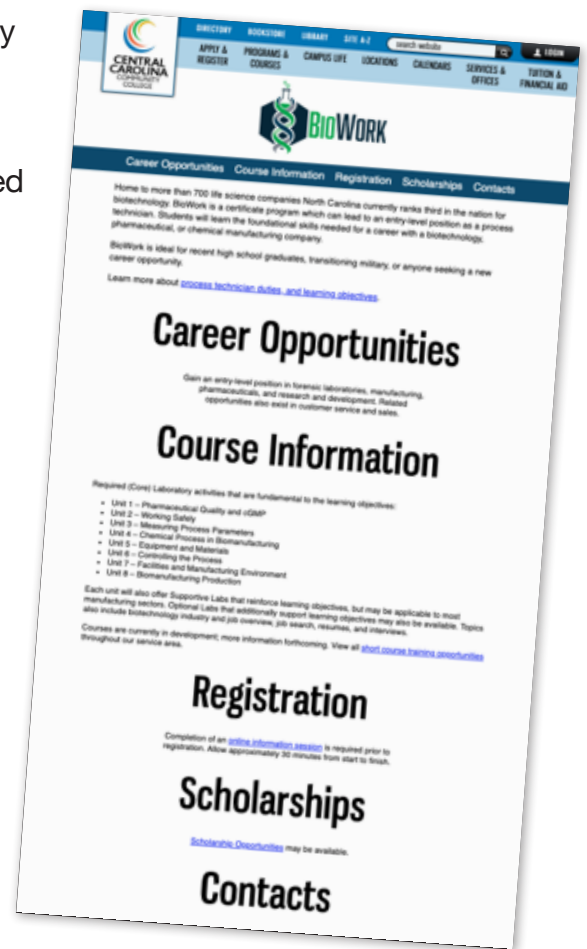 y
ed
CENTRAL
CAROLINA
COMMUNITY
COLLEGE
DIRECTORY BOOKSTORE LIBRARY SITE A-Z search website LOGIN
APPLY & REGISTER PROGRAMS & COURSES CAMPUS LIFE LOCATIONS CALENDARS SERVICES & OFFICES TUITION & FINANCIAL AID
BIOWORK
Career Opportunities Course Information Registration Scholarships Contacts
Home to more than 700 life science companies North Carolina currently ranks third in the nation for
biotechnology. BioWork is a certificate program which can lead to an entry-level position as a process
technician. Students will learn the foundational skills needed for a career with a biotechnology,
pharmaceutical, or chemical manufacturing company.
BioWork is ideal for recent high school graduates, transitioning military, or anyone seeking a new
career opportunity.
Learn more about process technician duties, and learning objectives.
Career Opportunities
Gain an entry-level position in forensic laboratories, manufacturing,
pharmaceuticals, and research and development. Related
opportunities also exist in customer service and sales.
Course Information
Required (Core) Laboratory activities that are fundamental to the learning objectives:
• Unit 1 – Pharmaceutical Quality and cGMP
• Unit 2 – Working Safely
• Unit 3 – Measuring Process Parameters
• Unit 4 – Chemical Process in Biomanufacturing
• Unit 5 – Equipment and Materials
• Unit 6 – Controlling the Process
• Unit 7 – Facilities and Manufacturing Environment
• Unit 8 – Biomanufacturing Production
Each unit will also offer Supportive Labs that reinforce learning objectives, but may be applicable to most
manufacturing sectors. Optional Labs that additionally support learning objectives may also be available. Topics
also include biotechnology industry and job overview, job search, resumes, and interviews.
Courses are currently in development; more information forthcoming. View all short course training opportunities
throughout our service area.
Registration
Completion of an online information session is required prior to
registration. Allow approximately 30 minutes from start to finish.
Scholarships
Scholarship Opportunities may be available.
Contacts